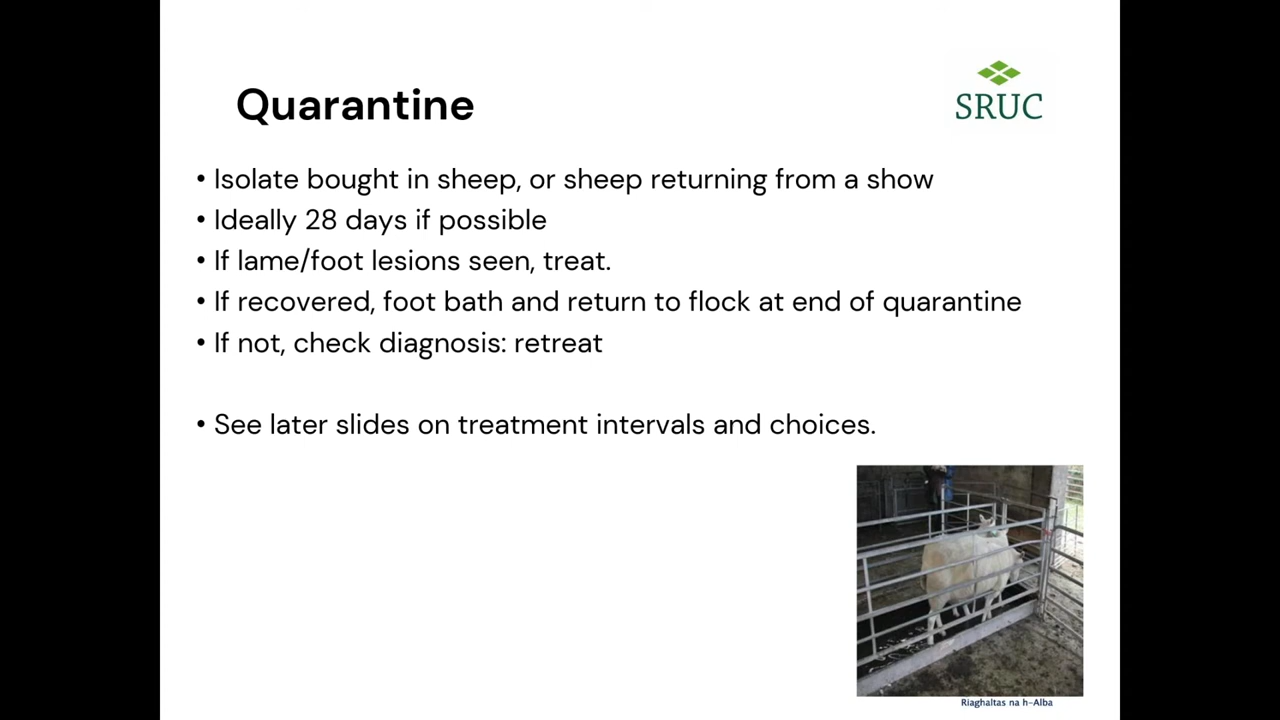 Quarantine
SRUC
• Isolate bought in sheep, or sheep returning from a show
• Ideally 28 days if possible
• If lame/foot lesions seen, treat.
• If recovered, foot bath and return to flock at end of quarantine
• If not, check diagnosis: retreat
• See later slides on treatment intervals and choices.
Riaghaltas na h-Alba